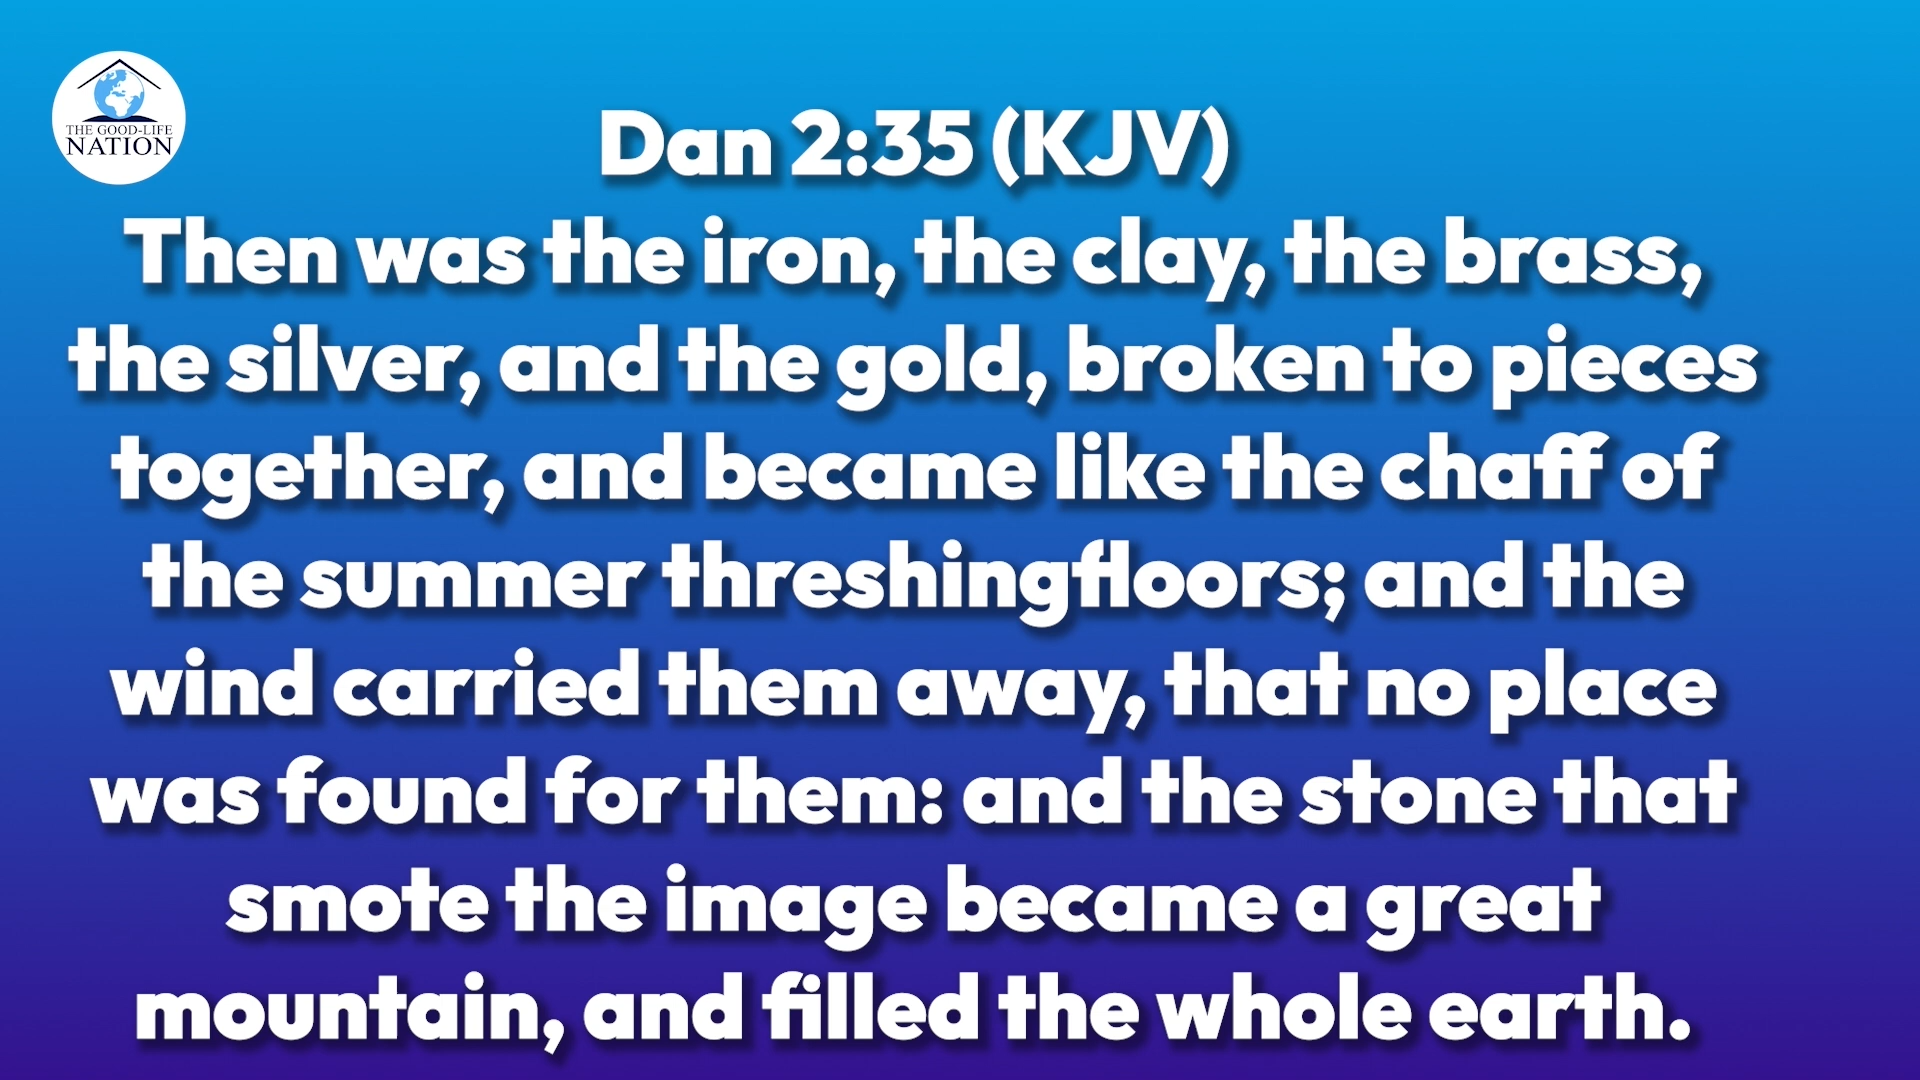 THE GOOD-LIFE
NATION
Dan 2:35 (KJV)
Then was the iron, the clay, the brass,
the silver, and the gold, broken to pieces
together, and became like the chaff of
the summer threshingfloors; and the
wind carried them away, that no place
was found for them: and the stone that
smote the image became a great
mountain, and filled the whole earth.